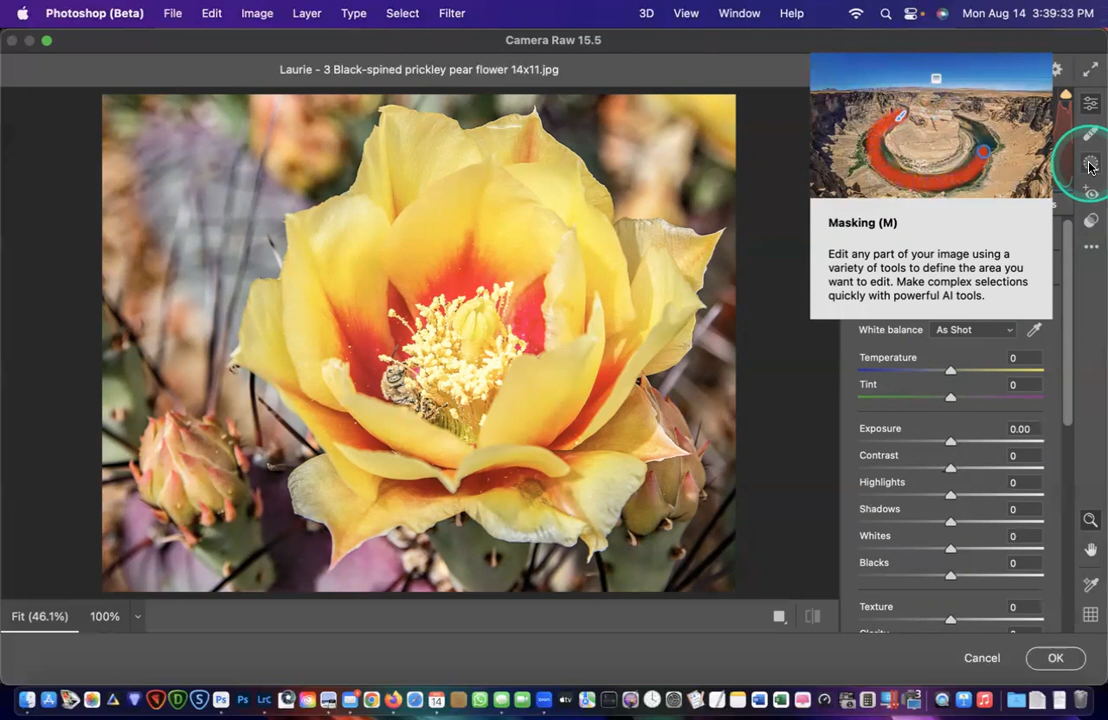 Photoshop (Beta) File Edit Image Layer Type Select Filter 3D View Window Help Mon Aug 14 3:39:33 PM
Camera Raw 15.5
Laurie - 3 Black-spined prickley pear flower 14x11.jpg
Masking (M)
Edit any part of your image using a
variety of tools to define the area you
want to edit. Make complex selections
quickly with powerful AI tools.
White balance As Shot
Temperature 0
Tint 0
Exposure 0.00
Contrast 0
Highlights 0
Shadows 0
Whites 0
Blacks 0
Texture 0
Fit (46.1%) 100%
Cancel OK
Ps Ps LrC 14